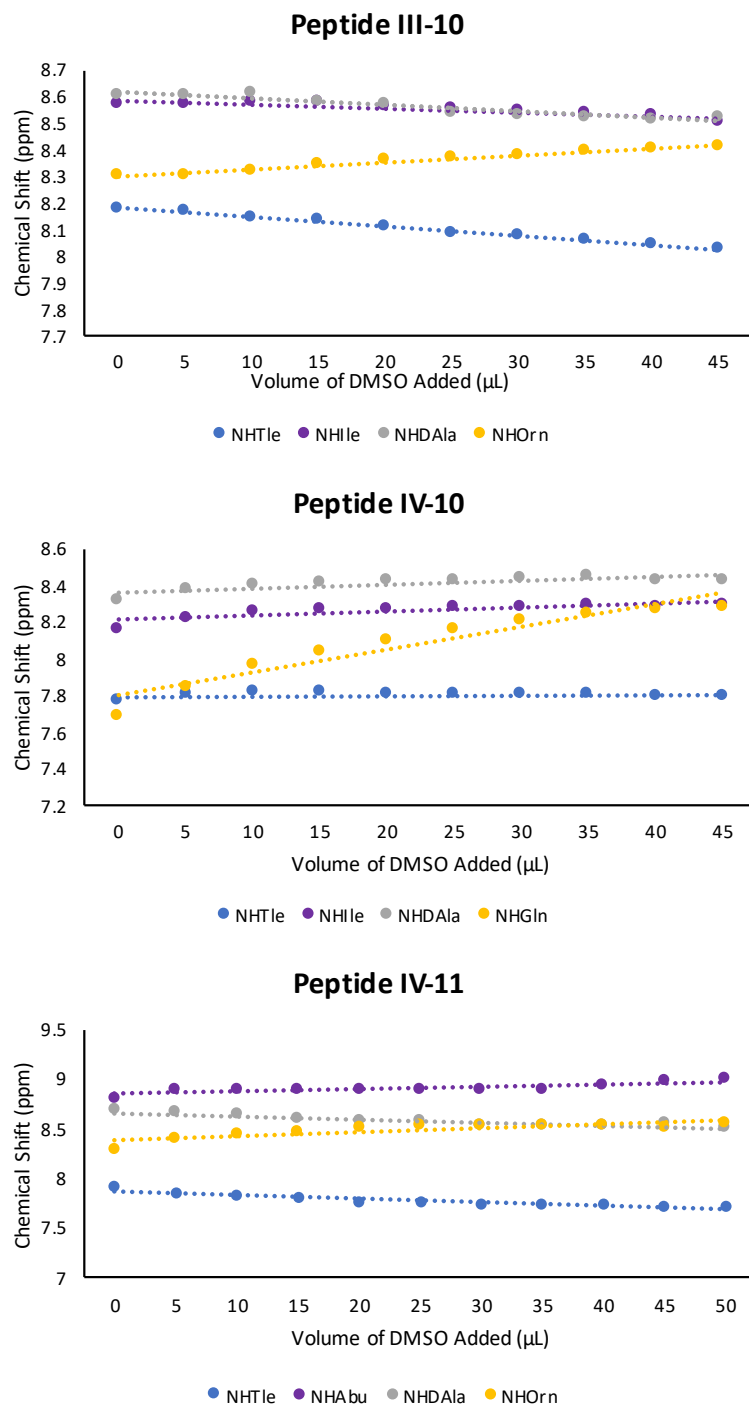 Peptide III-10
Chemical Shift (ppm)
8.7
8.6
8.5
8.4
8.3
8.2
8.1
8
7.9
7.8
7.7
0 5 10 15 20 25 30 35 40 45
Volume of DMSO Added (µL)
NHTle NHIle NHDAla NHOrn
Peptide IV-10
Chemical Shift (ppm)
8.6
8.4
8.2
8
7.8
7.6
7.4
7.2
0 5 10 15 20 25 30 35 40 45
Volume of DMSO Added (µL)
NHTle NHIle NHDAla NHGln
Peptide IV-11
Chemical Shift (ppm)
9.5
9
8.5
8
7.5
7
0 5 10 15 20 25 30 35 40 45 50
Volume of DMSO Added (µL)
NHTle NHAbu NHDAla NHOrn